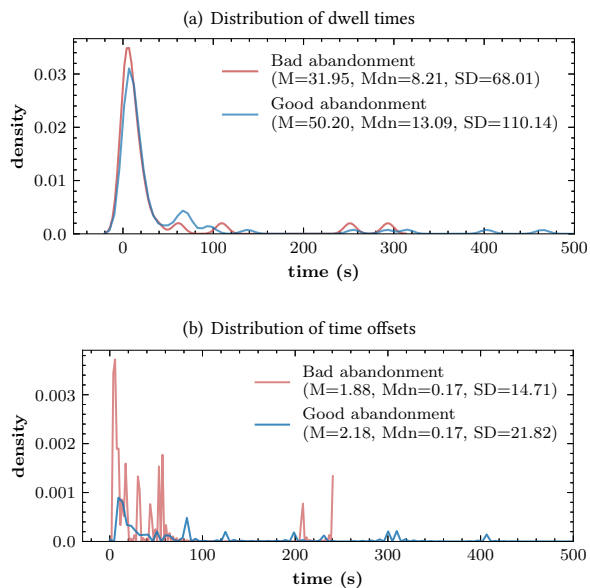 (a) Distribution of dwell times
Bad abandonment
(M=31.95, Mdn=8.21, SD=68.01)
Good abandonment
(M=50.20, Mdn=13.09, SD=110.14)
density
0.03
0.02
0.01
0.0
0 100 200 300 400 500
time (s)
(b) Distribution of time offsets
Bad abandonment
(M=1.88, Mdn=0.17, SD=14.71)
Good abandonment
(M=2.18, Mdn=0.17, SD=21.82)
density
0.003
0.002
0.001
0.0
0 100 200 300 400 500
time (s)